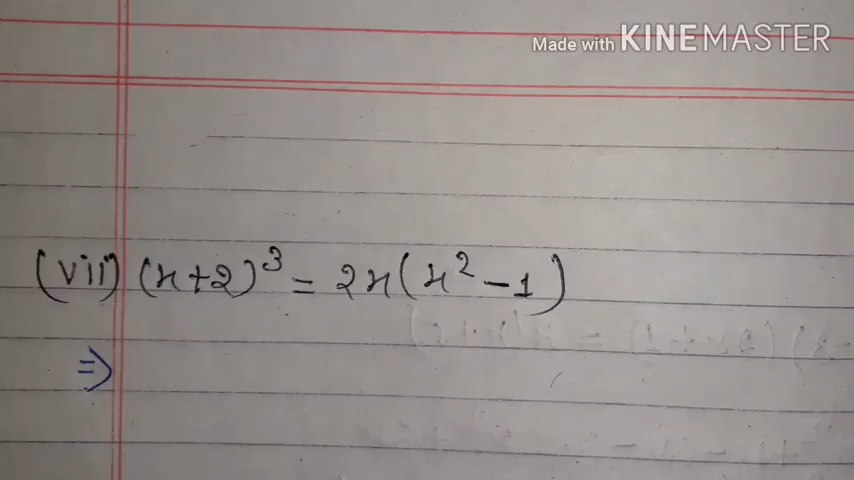 Made with KINEMASTER
(vii) (x+2)³ = 2x(x²-1)
⇒